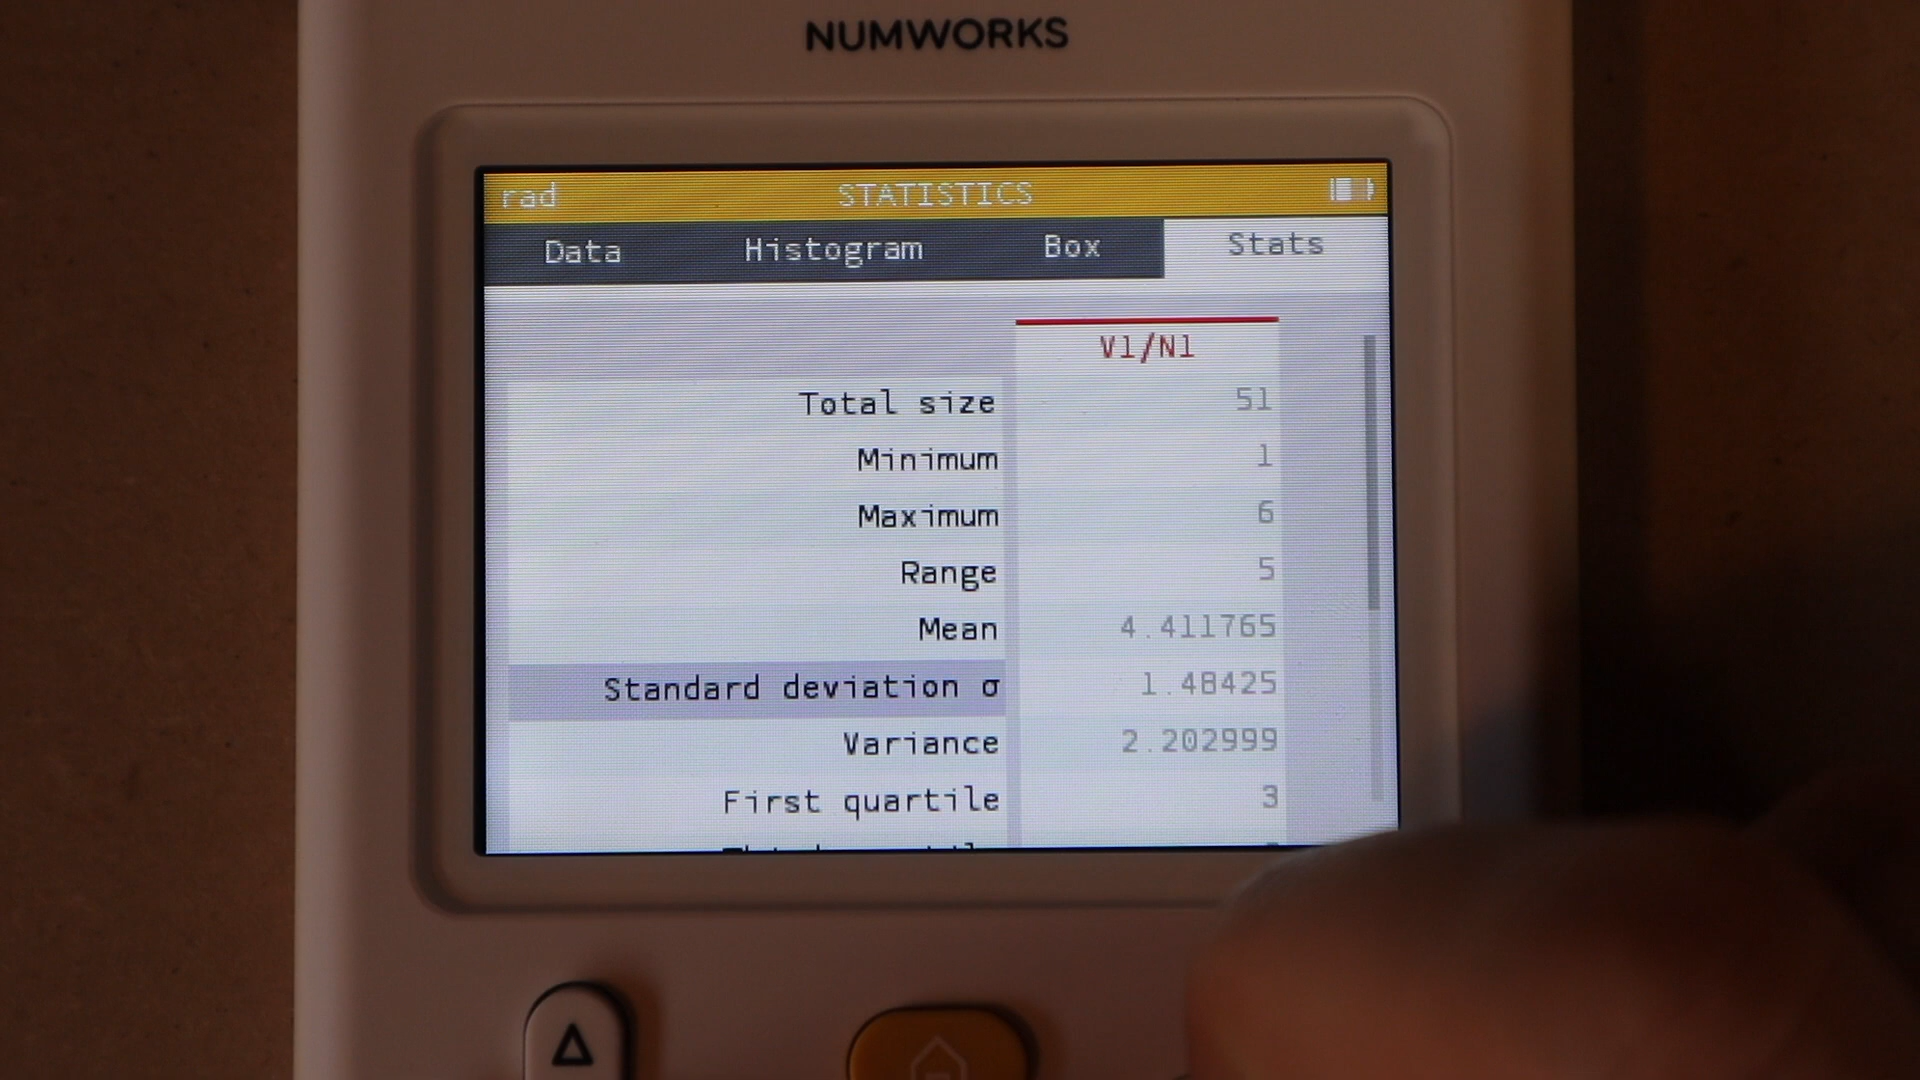 NUMWORKS
rad STATISTICS
Data Histogram Box Stats
V1/N1
Total size 51
Minimum 1
Maximum 6
Range 5
Mean 4.411765
Standard deviation σ 1.48425
Variance 2.202999
First quartile 3